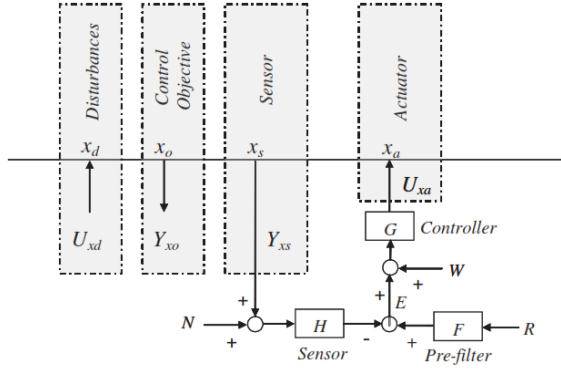 Disturbances
Control
Objective
Sensor
Actuator
x_d
x_o
x_s
x_a
U_xd
Y_xo
Y_xs
U_xa
G
Controller
+
W
+
E
+
N
+
H
-
+
F
R
Sensor
Pre-filter